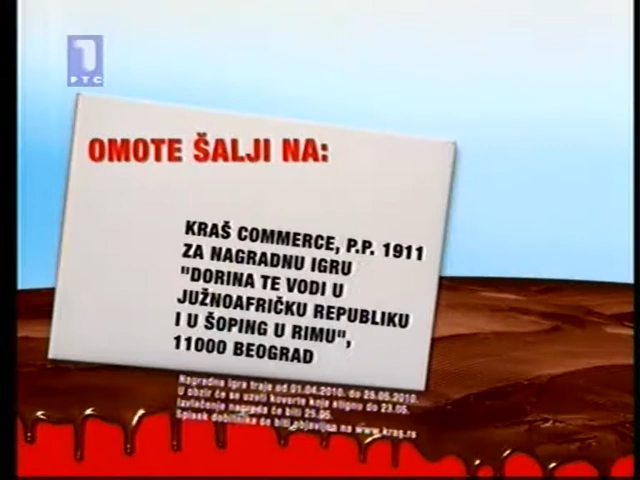 1
РТС
OMOTE ŠALJI NA:
KRAŠ COMMERCE, P.P. 1911
ZA NAGRADNU IGRU
"DORINA TE VODI U
JUŽNOAFRIČKU REPUBLIKU
I U ŠOPING U RIMU",
11000 BEOGRAD
Nagradna igra traje od 01.04.2010. do 25.05.2010.
U obzir će se uzeti koverte koje stignu do 23.05.
Izvlačenje nagrada će biti 25.05.
Spisak dobitnika će biti objavljen na www.kras.rs